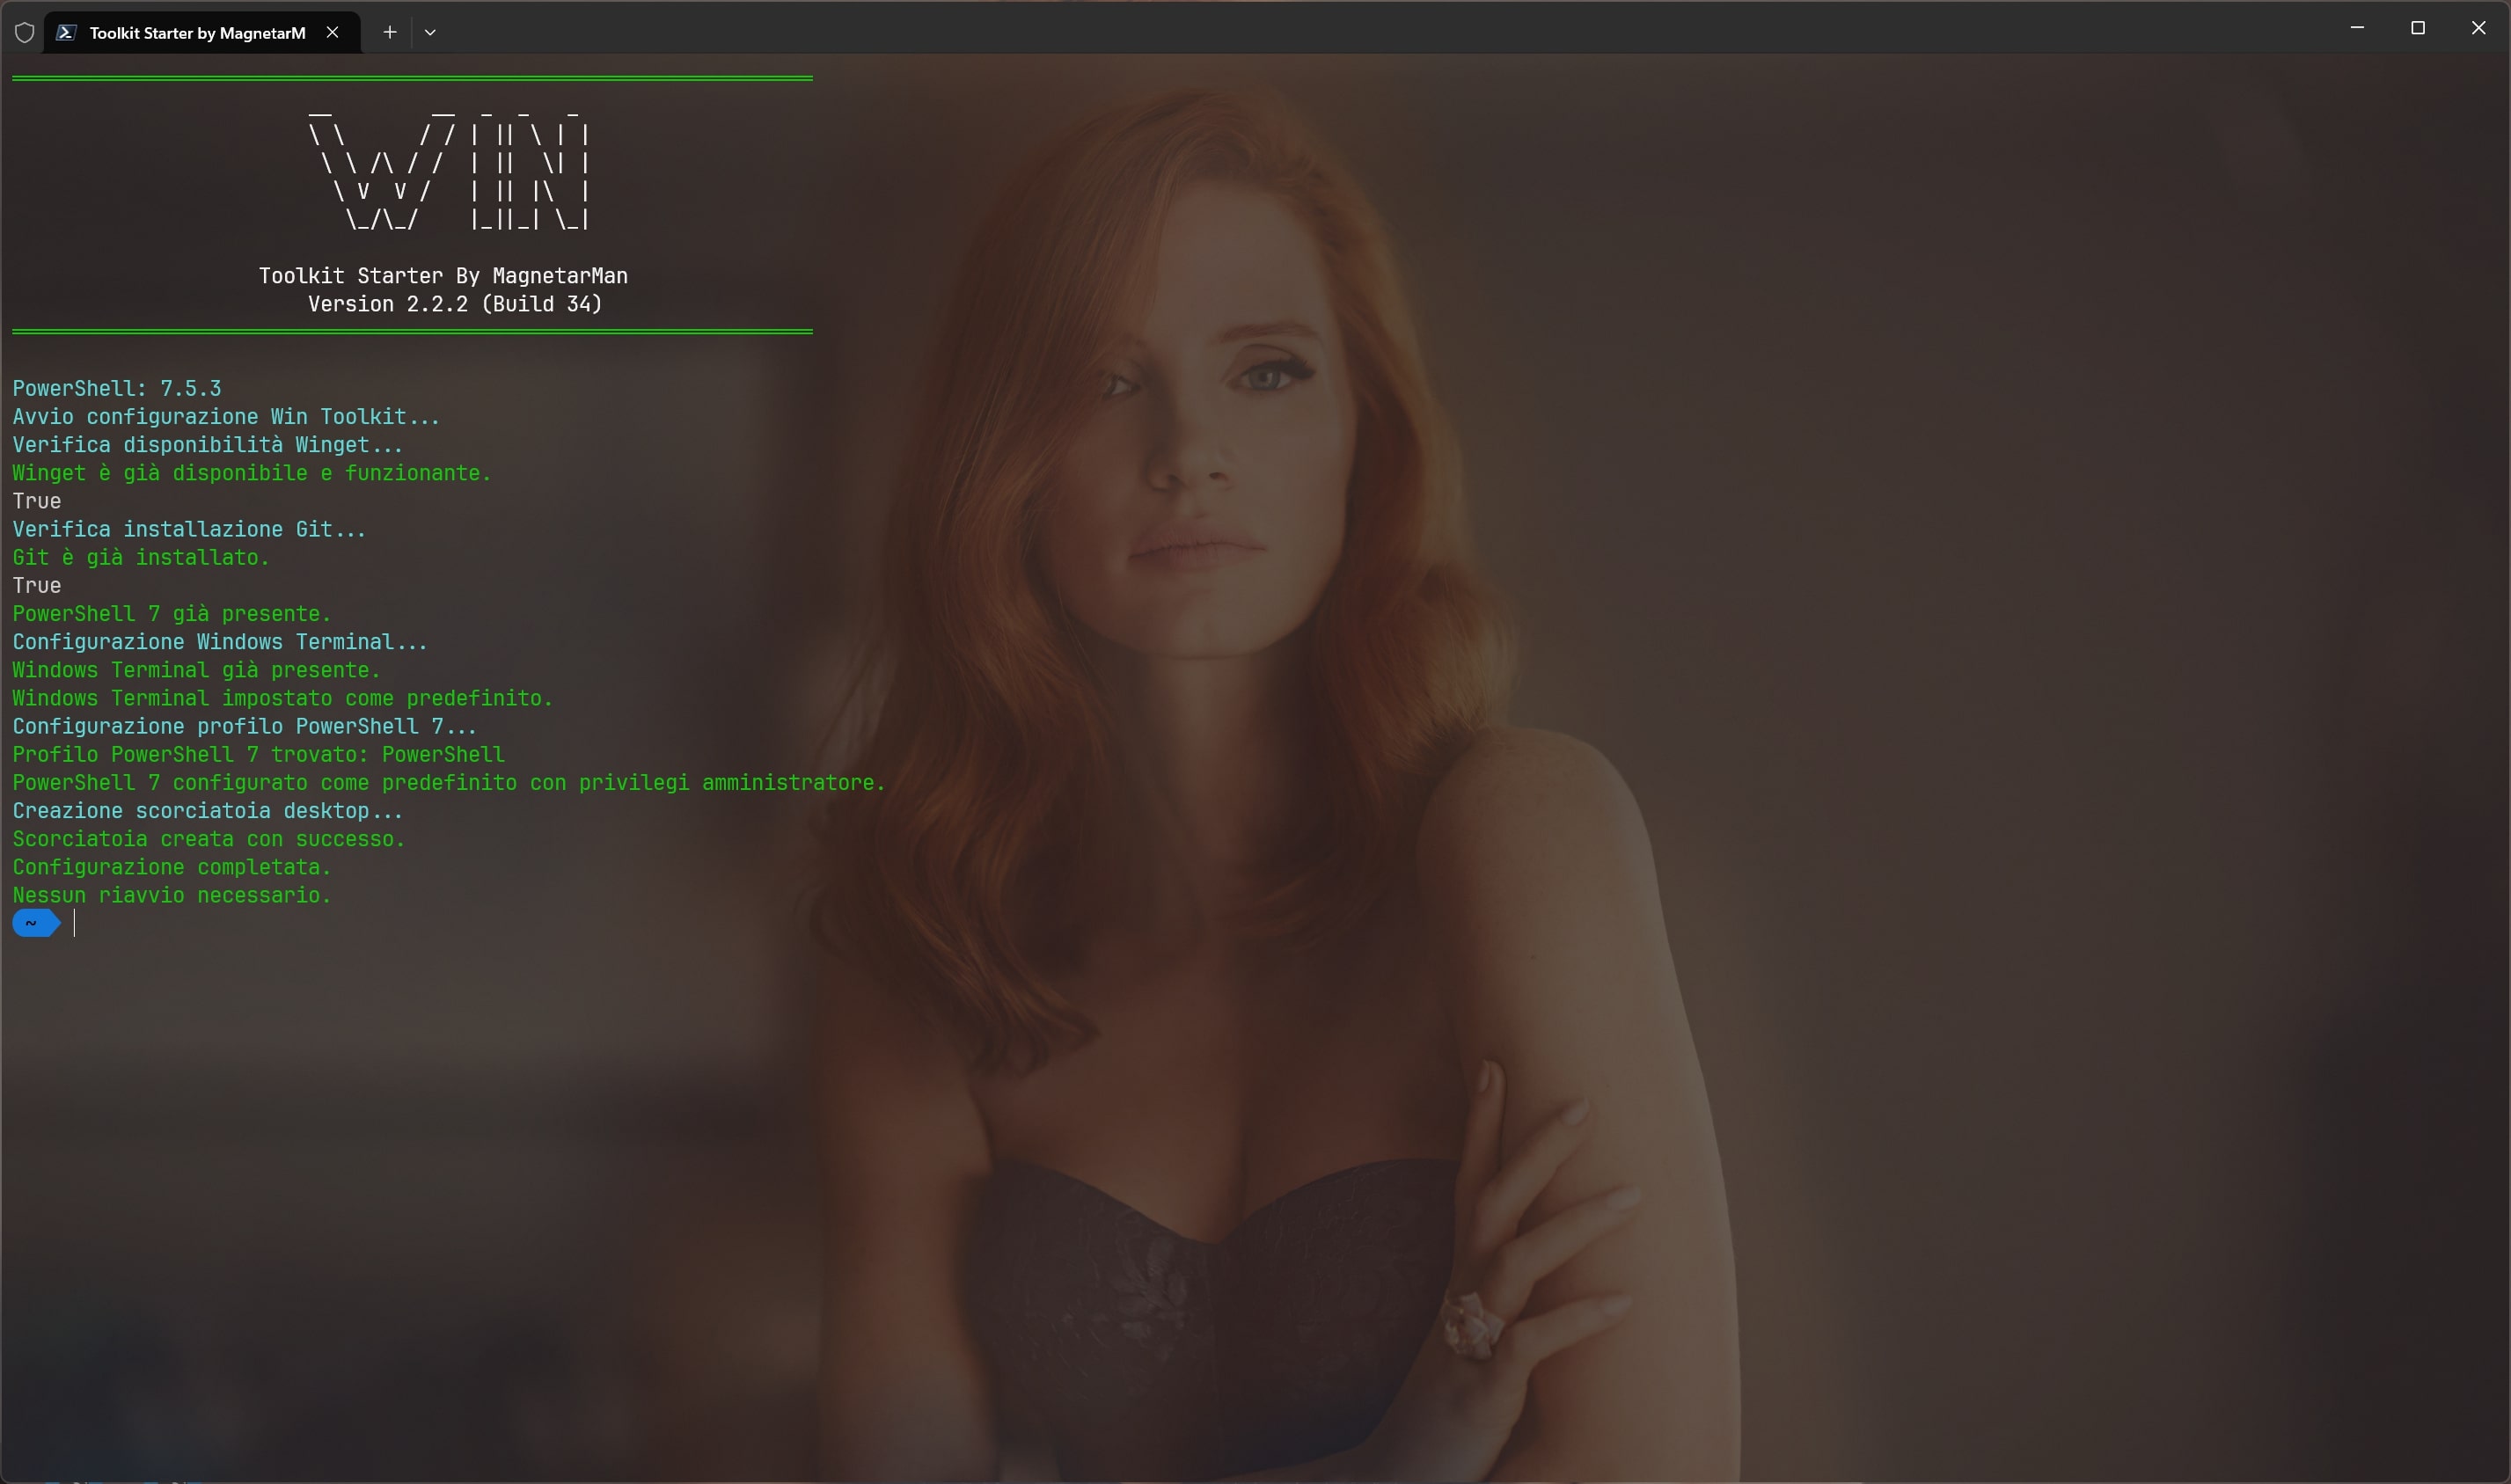 Toolkit Starter by MagnetarM
Toolkit Starter By MagnetarMan
Version 2.2.2 (Build 34)
PowerShell: 7.5.3
Avvio configurazione Win Toolkit...
Verifica disponibilità Winget...
Winget è già disponibile e funzionante.
True
Verifica installazione Git...
Git è già installato.
True
PowerShell 7 già presente.
Configurazione Windows Terminal...
Windows Terminal già presente.
Windows Terminal impostato come predefinito.
Configurazione profilo PowerShell 7...
Profilo PowerShell 7 trovato: PowerShell
PowerShell 7 configurato come predefinito con privilegi amministratore.
Creazione scorciatoia desktop...
Scorciatoia creata con successo.
Configurazione completata.
Nessun riavvio necessario.
~